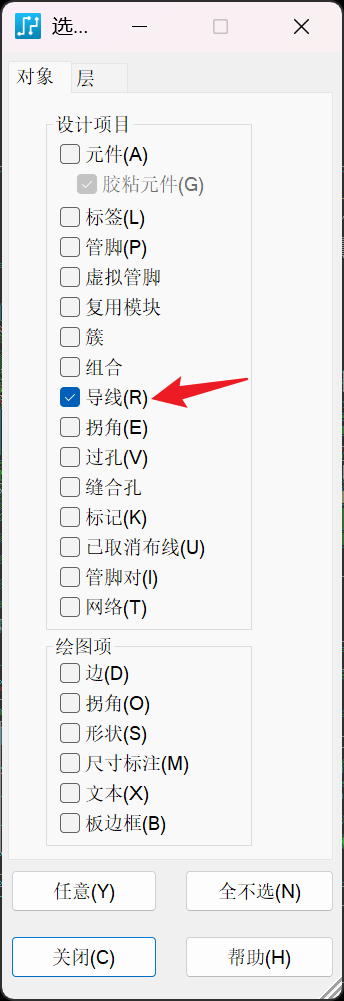 选...
对象
层
设计项目
元件(A)
胶粘元件(G)
标签(L)
管脚(P)
虚拟管脚
复用模块
簇
组合
导线(R)
拐角(E)
过孔(V)
缝合孔
标记(K)
已取消布线(U)
管脚对(I)
网络(T)
绘图项
边(D)
拐角(O)
形状(S)
尺寸标注(M)
文本(X)
板边框(B)
任意(Y)
全不选(N)
关闭(C)
帮助(H)